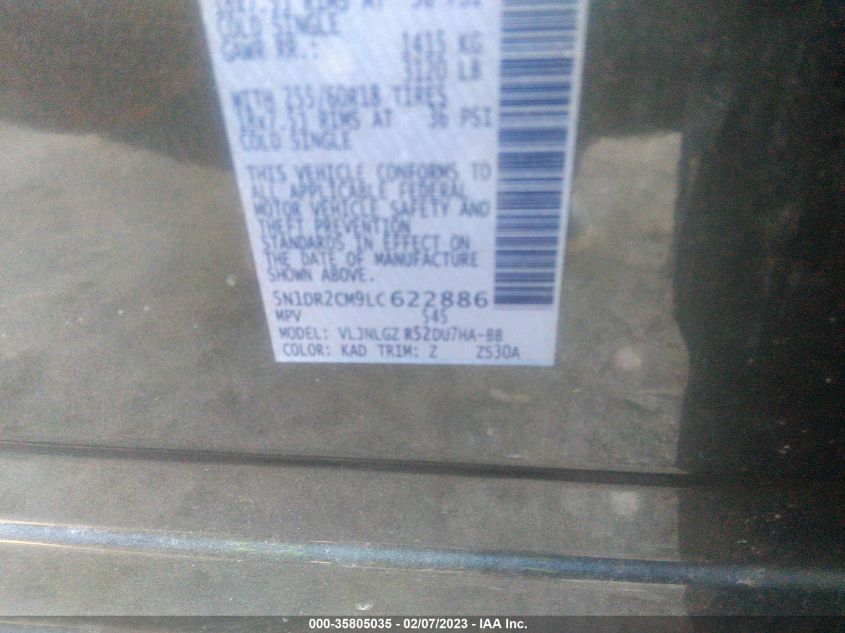 COLD SINGLE
GAWR RR.: 1415 KG
3120 LB
WITH 255/60R18 TIRES
18x7.5J RIMS AT 36 PSI
COLD SINGLE
THIS VEHICLE CONFORMS TO
ALL APPLICABLE FEDERAL
MOTOR VEHICLE SAFETY AND
THEFT PREVENTION
STANDARDS IN EFFECT ON
THE DATE OF MANUFACTURE
SHOWN ABOVE.
5N1DR2CM9LC622886
MPV 545
MODEL: VLJNLGZ R52DU7HA-BB
COLOR: KAD TRIM: Z ZS30A
000-35805035 - 02/07/2023 - IAA Inc.